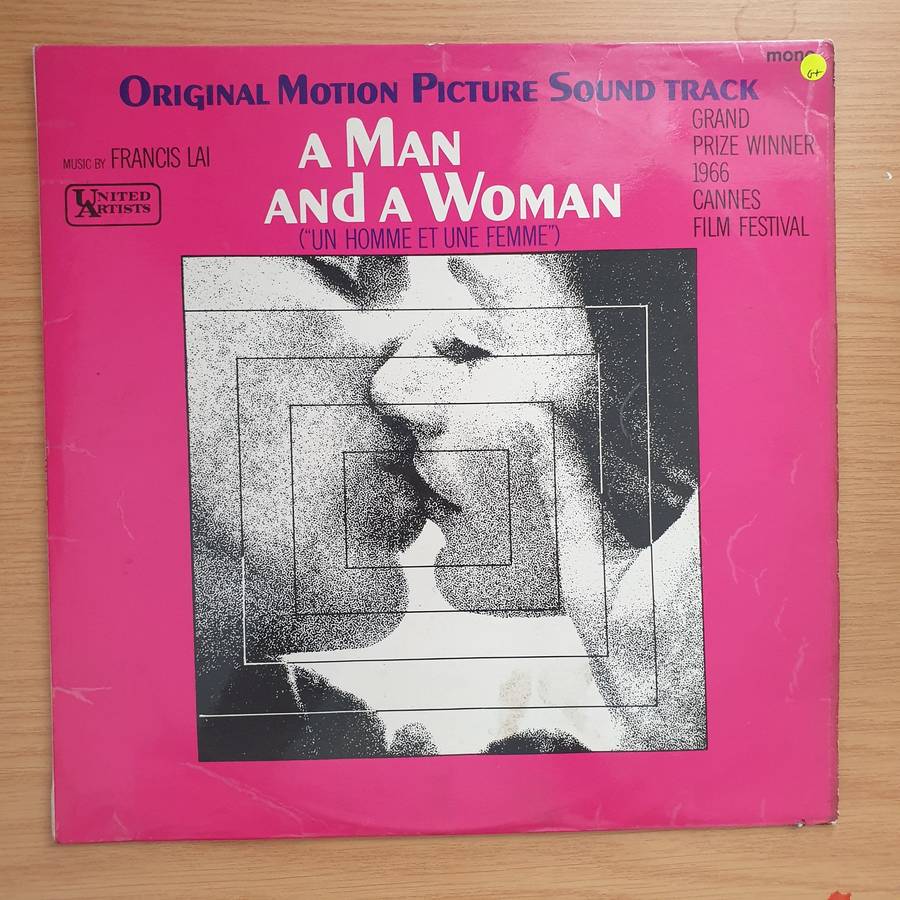 mono
G+
ORIGINAL MOTION PICTURE SOUND TRACK
MUSIC BY FRANCIS LAI
UNITED
ARTISTS
A MAN
AND A WOMAN
("UN HOMME ET UNE FEMME")
GRAND
PRIZE WINNER
1966
CANNES
FILM FESTIVAL